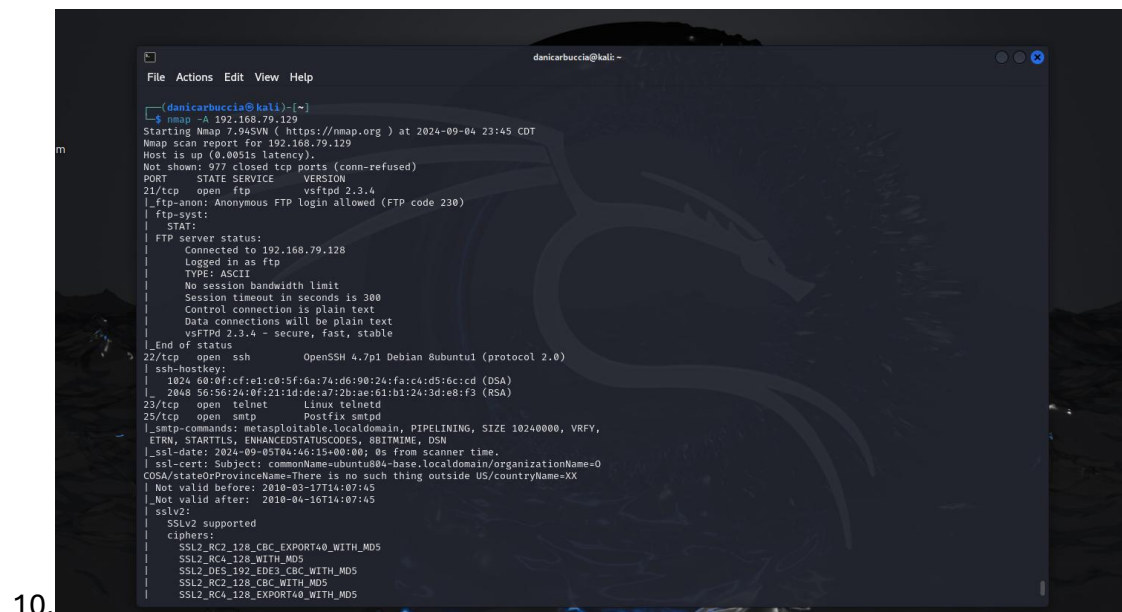 danicarbuccia@kali: ~
File Actions Edit View Help
(danicarbuccia㉿kali)-[~]
$ nmap -A 192.168.79.129
Starting Nmap 7.94SVN ( https://nmap.org ) at 2024-09-04 23:45 CDT
Nmap scan report for 192.168.79.129
Host is up (0.0051s latency).
Not shown: 977 closed tcp ports (conn-refused)
PORT     STATE SERVICE     VERSION
21/tcp   open  ftp         vsftpd 2.3.4
|_ftp-anon: Anonymous FTP login allowed (FTP code 230)
| ftp-syst:
|   STAT:
| FTP server status:
|      Connected to 192.168.79.128
|      Logged in as ftp
|      TYPE: ASCII
|      No session bandwidth limit
|      Session timeout in seconds is 300
|      Control connection is plain text
|      Data connections will be plain text
|      vsFTPd 2.3.4 - secure, fast, stable
|_End of status
22/tcp   open  ssh         OpenSSH 4.7p1 Debian 8ubuntu1 (protocol 2.0)
| ssh-hostkey:
|   1024 60:0f:cf:e1:c0:5f:6a:74:d6:90:24:fa:c4:d5:6c:cd (DSA)
|_  2048 56:56:24:0f:21:1d:de:a7:2b:ae:61:b1:24:3d:e8:f3 (RSA)
23/tcp   open  telnet      Linux telnetd
25/tcp   open  smtp        Postfix smtpd
|_smtp-commands: metasploitable.localdomain, PIPELINING, SIZE 10240000, VRFY,
ETRN, STARTTLS, ENHANCEDSTATUSCODES, 8BITMIME, DSN
|_ssl-date: 2024-09-05T04:46:15+00:00; 0s from scanner time.
| ssl-cert: Subject: commonName=ubuntu804-base.localdomain/organizationName=O
COSA/stateOrProvinceName=There is no such thing outside US/countryName=XX
| Not valid before: 2010-03-17T14:07:45
|_Not valid after:  2010-04-16T14:07:45
| sslv2:
|   SSLv2 supported
|   ciphers:
|     SSL2_RC2_128_CBC_EXPORT40_WITH_MD5
|     SSL2_RC4_128_WITH_MD5
|     SSL2_DES_192_EDE3_CBC_WITH_MD5
|     SSL2_RC2_128_CBC_WITH_MD5
|     SSL2_RC4_128_EXPORT40_WITH_MD5
m
10.